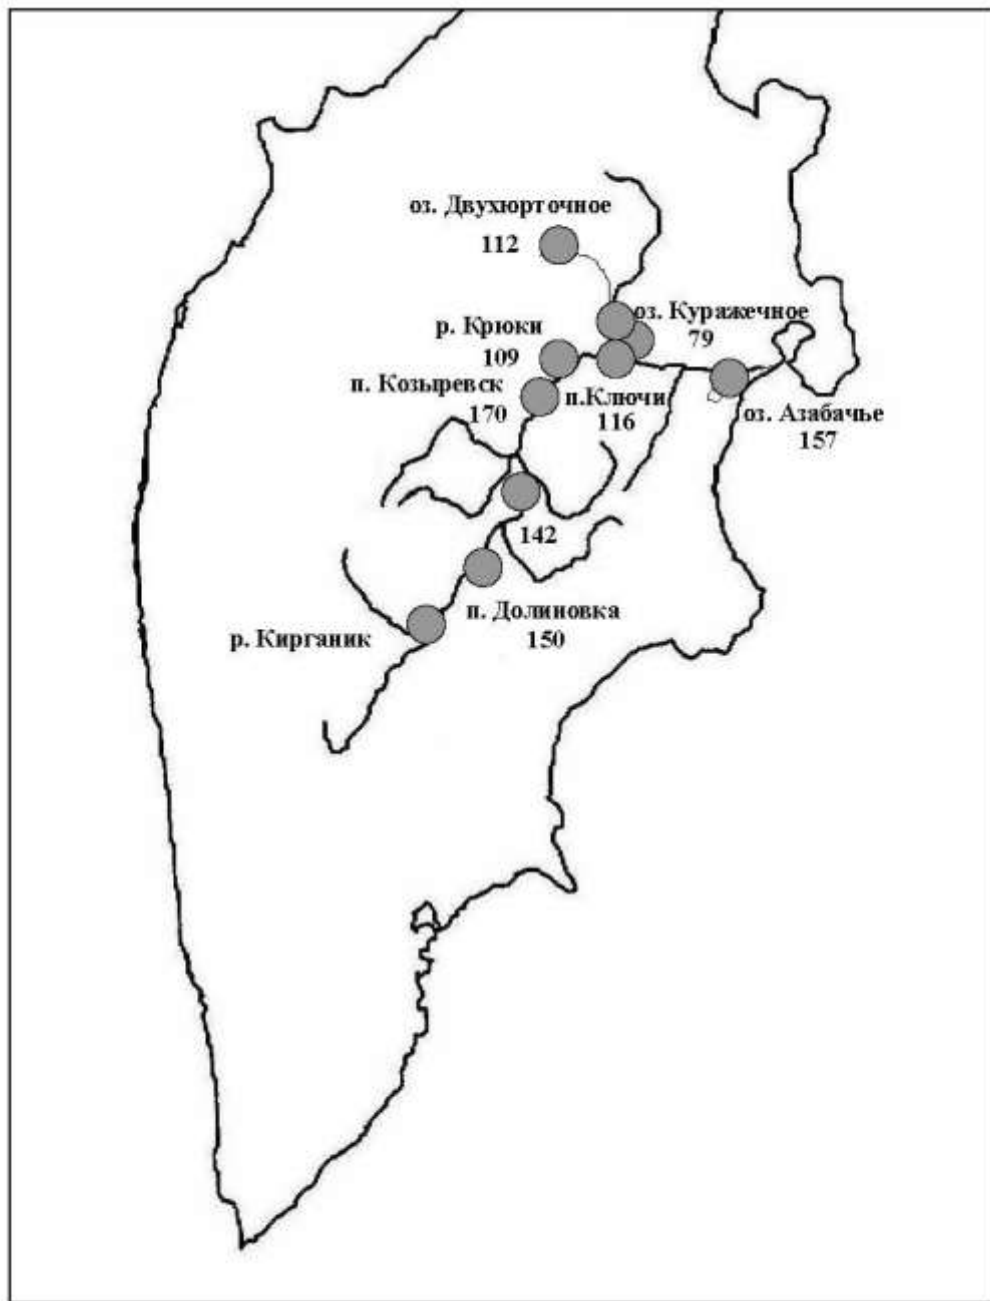 оз. Двухюрточное
112
оз. Куражечное
79
р. Крюки
109
п. Козыревск
170
п.Ключи
116
оз. Азабачье
157
142
п. Долиновка
150
р. Кирганик